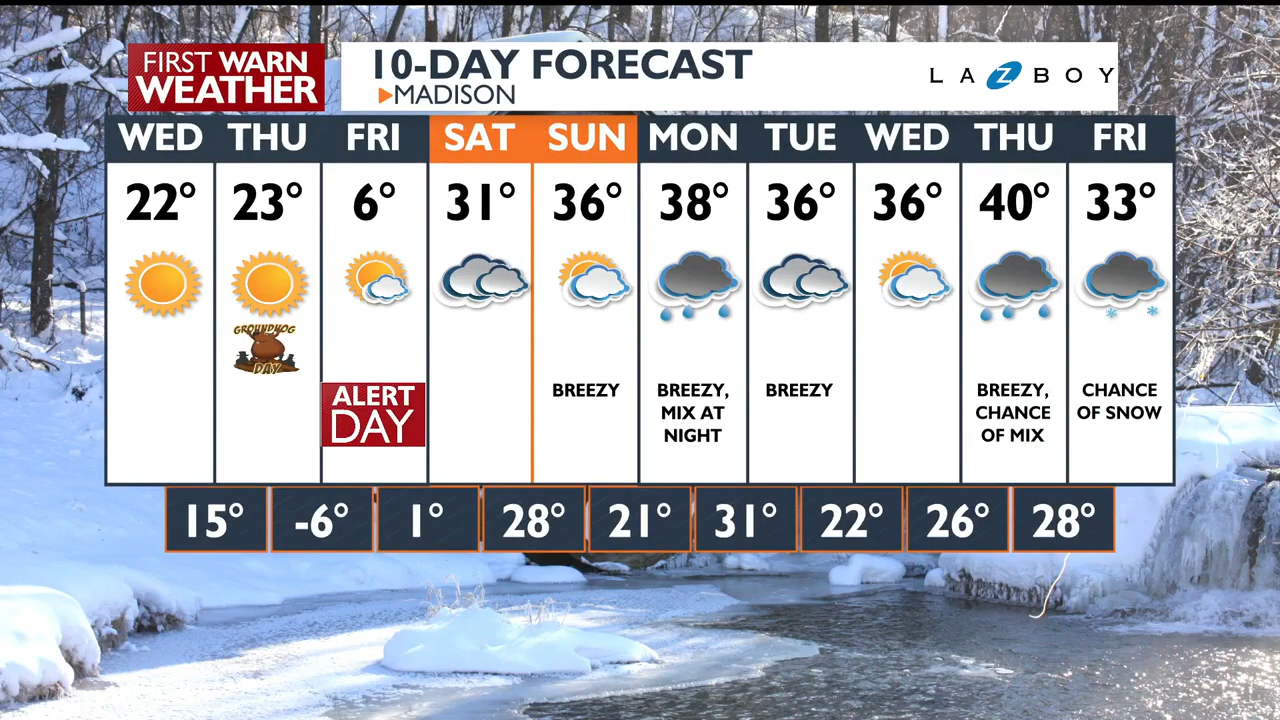 FIRST WARN
WEATHER
10-DAY FORECAST
MADISON
LA Z BOY
WED THU FRI SAT SUN MON TUE WED THU FRI
22° 23° 6° 31° 36° 38° 36° 36° 40° 33°
GROUNDHOG
DAY
ALERT
DAY
BREEZY
BREEZY,
MIX AT
NIGHT
BREEZY
BREEZY,
CHANCE
OF MIX
CHANCE
OF SNOW
15° -6° 1° 28° 21° 31° 22° 26° 28°